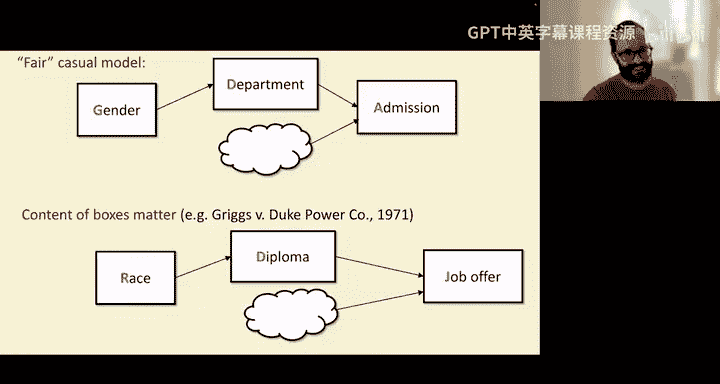 GPT中英字幕课程资源
“Fair” casual model:
Gender
Department
Admission
Content of boxes matter (e.g. Griggs v. Duke Power Co., 1971)
Race
Diploma
Job offer